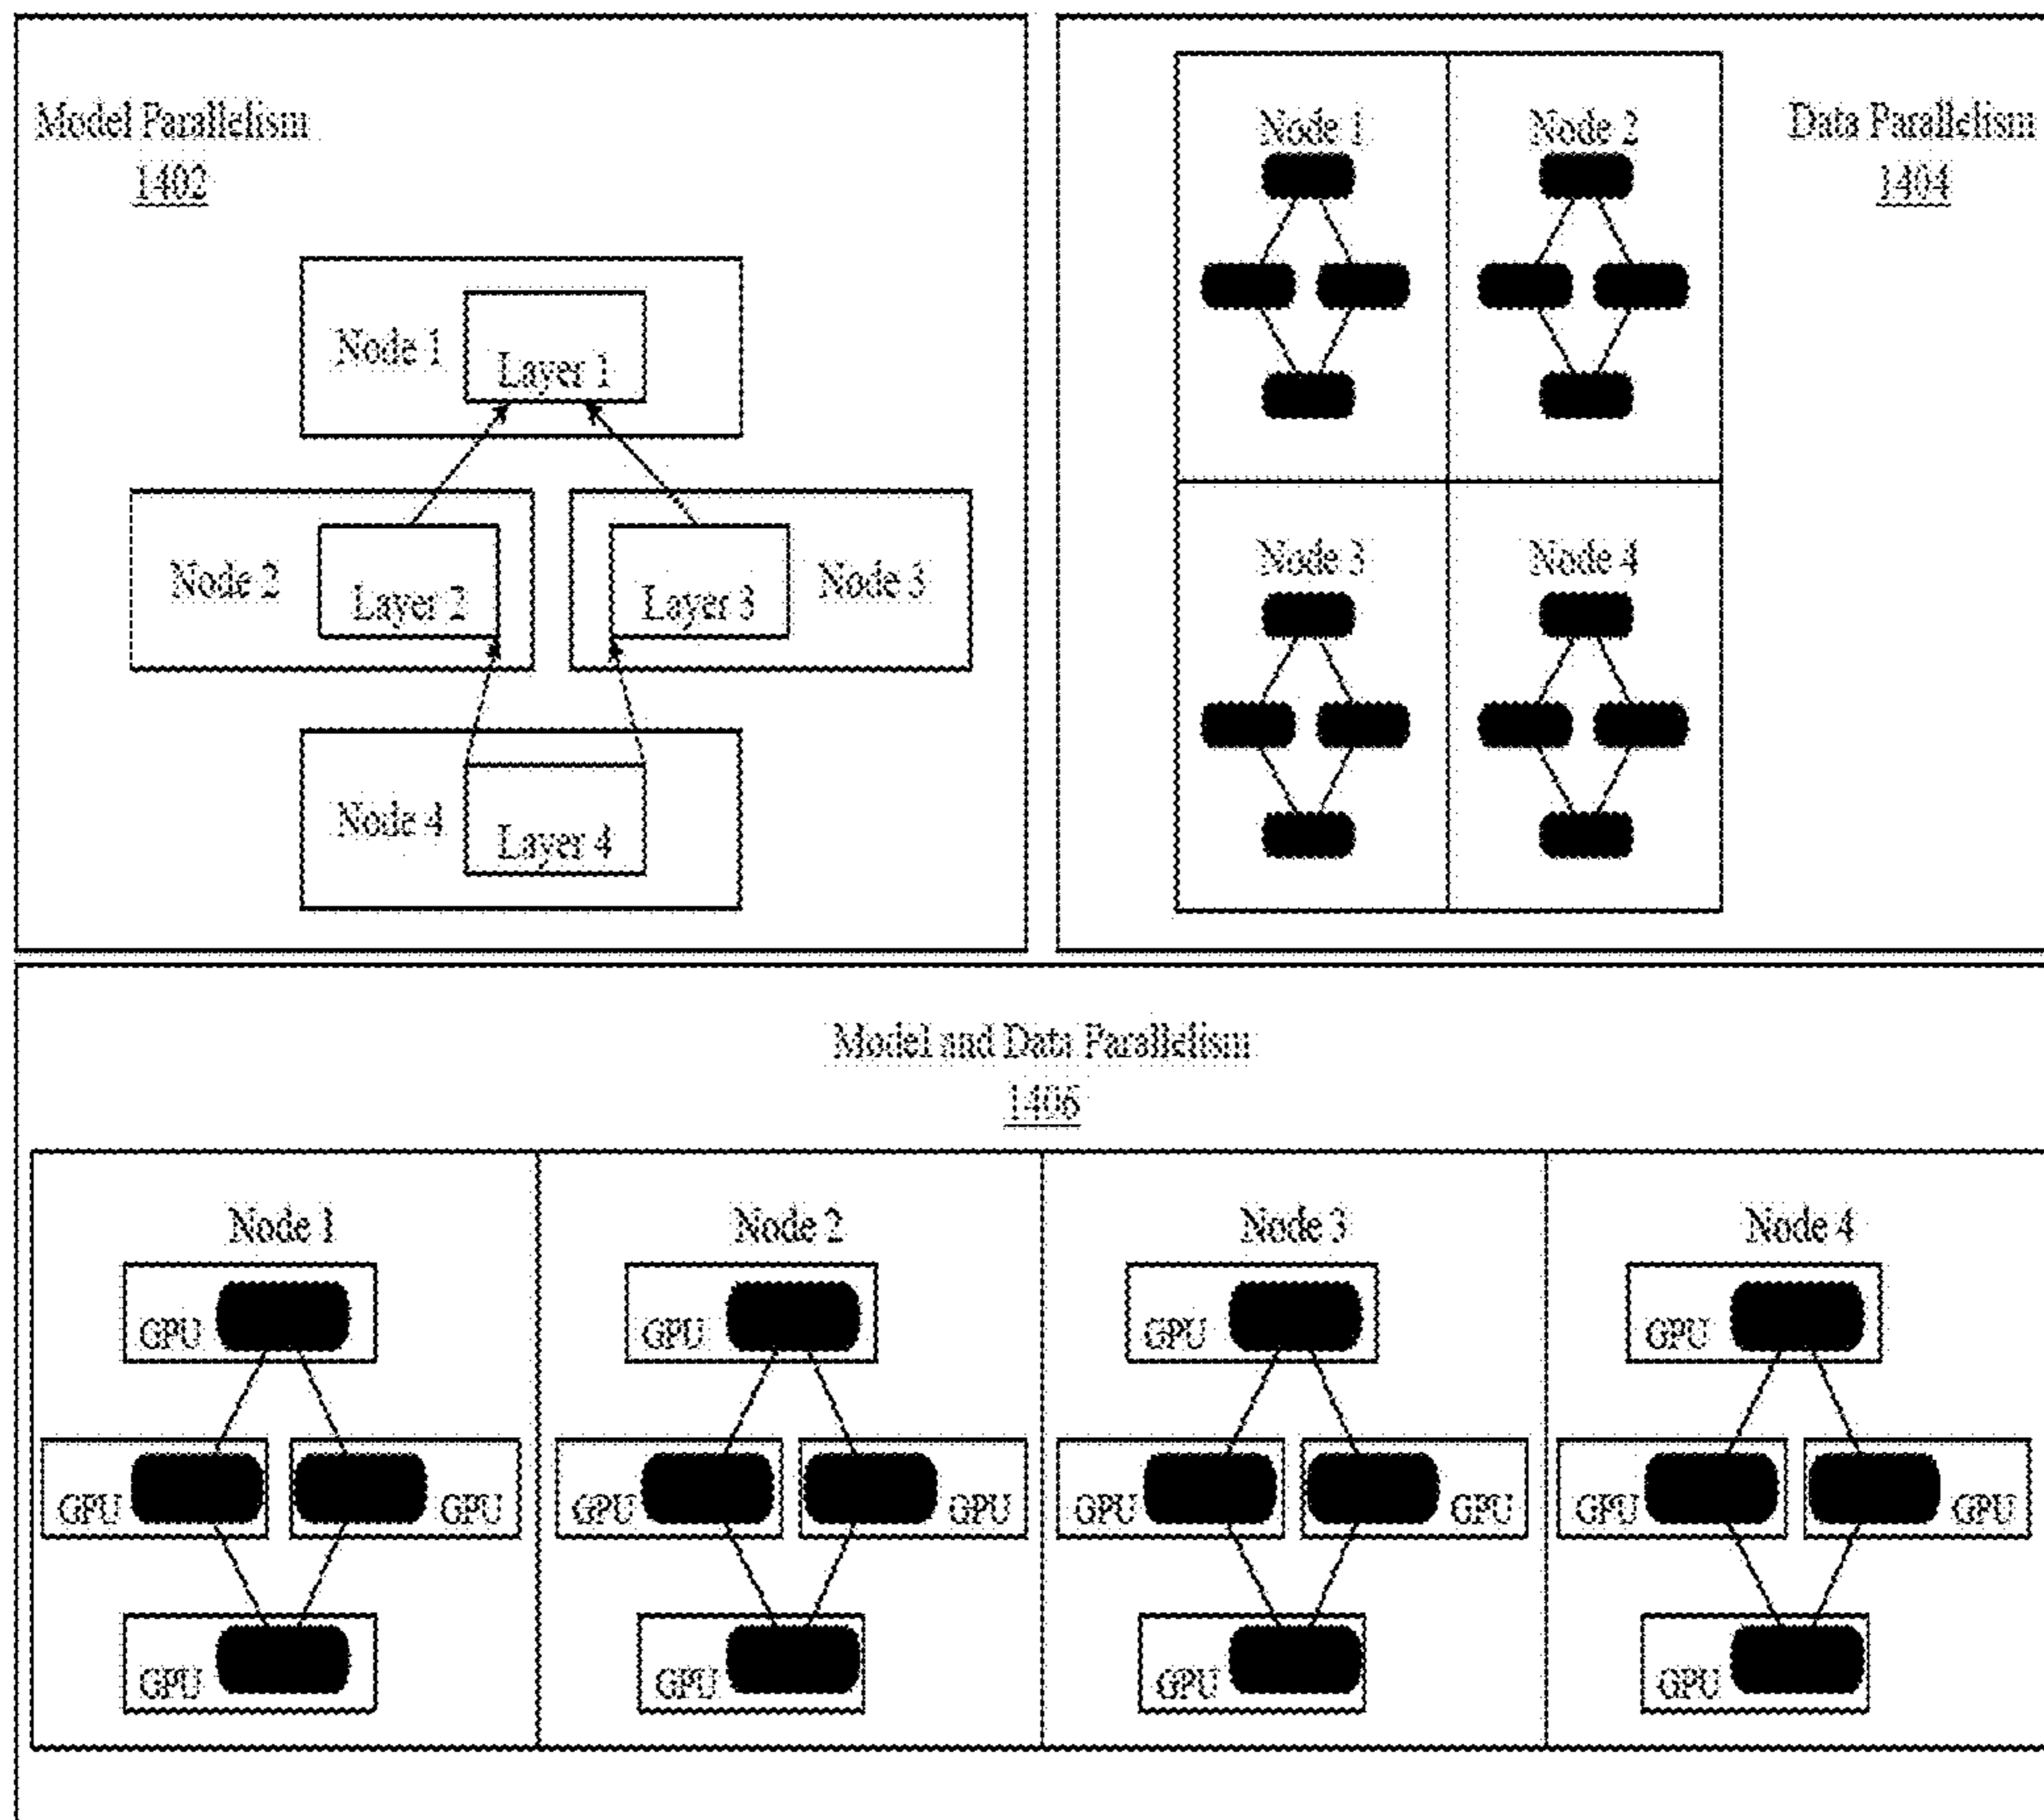 Model Parallelism
1402
Node 1
Layer 1
Node 2
Layer 2
Layer 3
Node 3
Node 4
Layer 4
Data Parallelism
1404
Node 1
Node 2
Node 3
Node 4
Model and Data Parallelism
1406
Node 1
GPU
GPU
GPU
GPU
Node 2
GPU
GPU
GPU
GPU
Node 3
GPU
GPU
GPU
GPU
Node 4
GPU
GPU
GPU
GPU